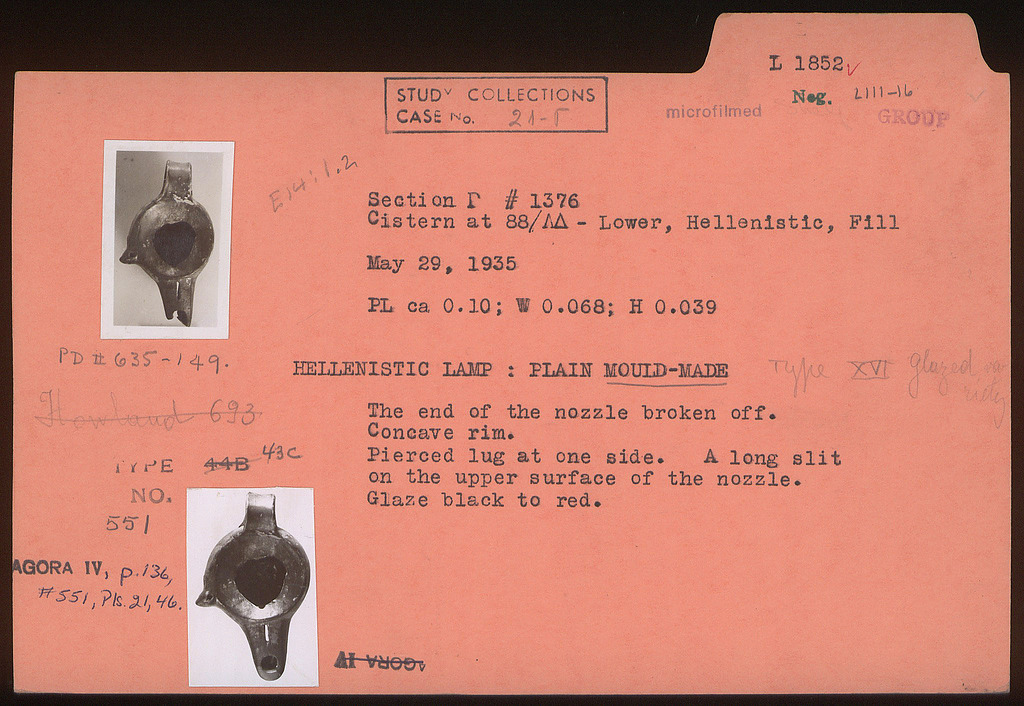 L 1852 ✓
Neg. LIII-16
microfilmed
GROUP
STUDY COLLECTIONS
CASE No. 21-Γ
E14:1.2
Section Γ # 1376
Cistern at 88/ΛΔ - Lower, Hellenistic, Fill
May 29, 1935
PL ca 0.10; W 0.068; H 0.039
PD # 635-149.
HELLENISTIC LAMP : PLAIN MOULD-MADE
Type XVI glazed
Howland 693
The end of the nozzle broken off.
Concave rim.
Pierced lug at one side. A long slit
on the upper surface of the nozzle.
Glaze black to red.
TYPE 44B 43C
NO.
551
AGORA IV, p.136,
#551, Pls. 21, 46.
AGORA IV